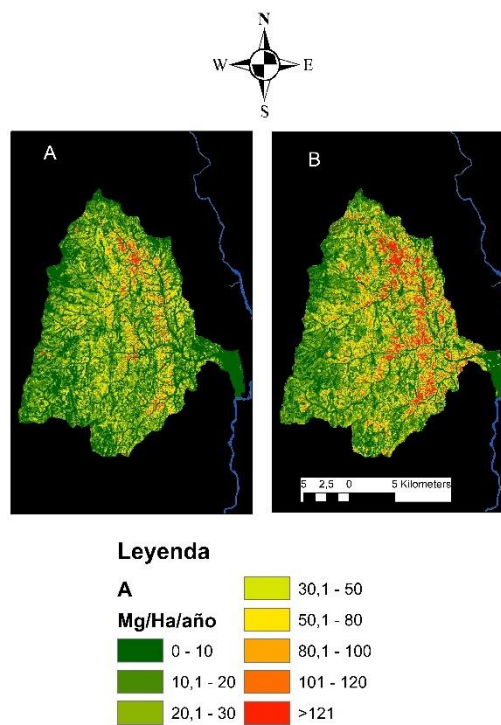 N
W E
S
A B
5 2,5 0 5 Kilometers
Leyenda
A
Mg/Ha/año
0 - 10
10,1 - 20
20,1 - 30
30,1 - 50
50,1 - 80
80,1 - 100
101 - 120
>121